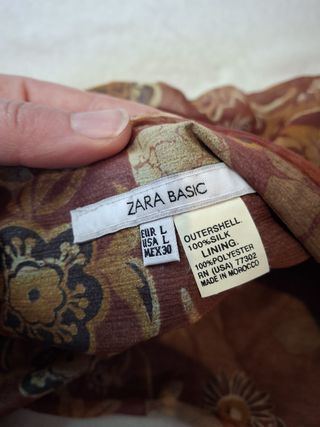 ZARA BASIC
EUR L
USA L
MEX 30
OUTERSHELL.
100%SILK
LINING.
100%POLYESTER
RN (USA) 77302
MADE IN MOROCCO